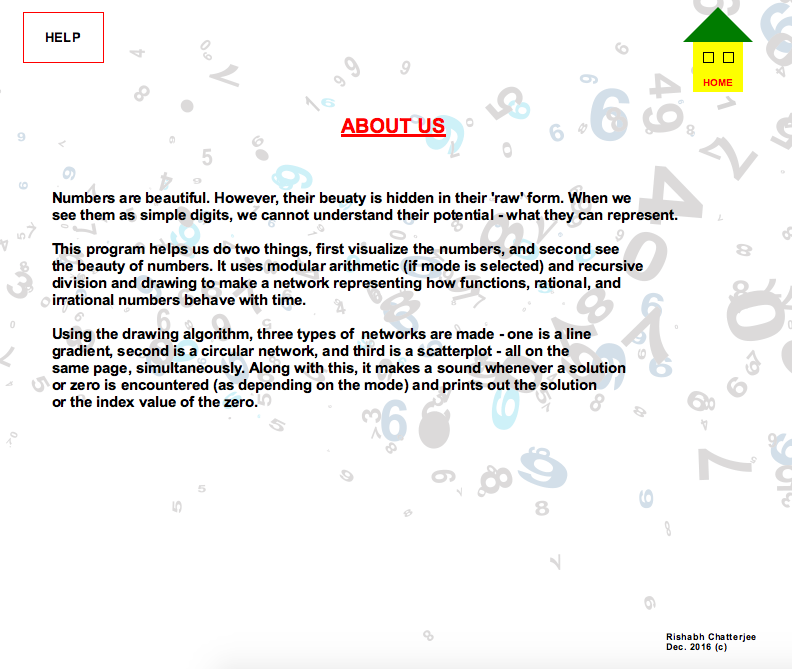 HELP
HOME
ABOUT US
Numbers are beautiful. However, their beuaty is hidden in their 'raw' form. When we
see them as simple digits, we cannot understand their potential - what they can represent.
This program helps us do two things, first visualize the numbers, and second see
the beauty of numbers. It uses modular arithmetic (if mode is selected) and recursive
division and drawing to make a network representing how functions, rational, and
irrational numbers behave with time.
Using the drawing algorithm, three types of networks are made - one is a line
gradient, second is a circular network, and third is a scatterplot - all on the
same page, simultaneously. Along with this, it makes a sound whenever a solution
or zero is encountered (as depending on the mode) and prints out the solution
or the index value of the zero.
Rishabh Chatterjee
Dec. 2016 (c)